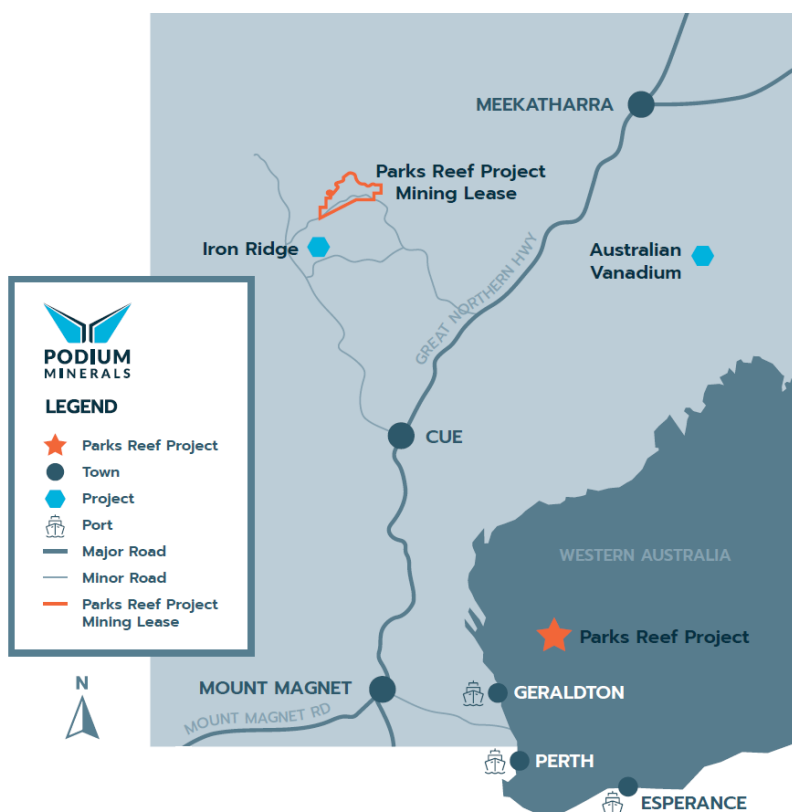 MEEKATHARRA
Parks Reef Project
Mining Lease
Iron Ridge
Australian
Vanadium
GREAT NORTHERN HWY
PODIUM
MINERALS
LEGEND
Parks Reef Project
Town
Project
Port
Major Road
Minor Road
Parks Reef Project
Mining Lease
CUE
WESTERN AUSTRALIA
Parks Reef Project
N
MOUNT MAGNET
GERALDTON
MOUNT MAGNET RD
PERTH
ESPERANCE